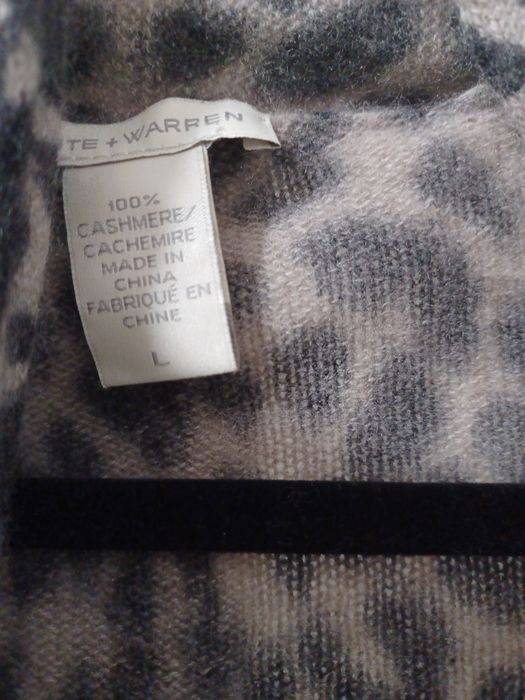 TE + WARREN
100%
CASHMERE/
CACHEMIRE
MADE IN
CHINA
FABRIQUÉ EN
CHINE
L